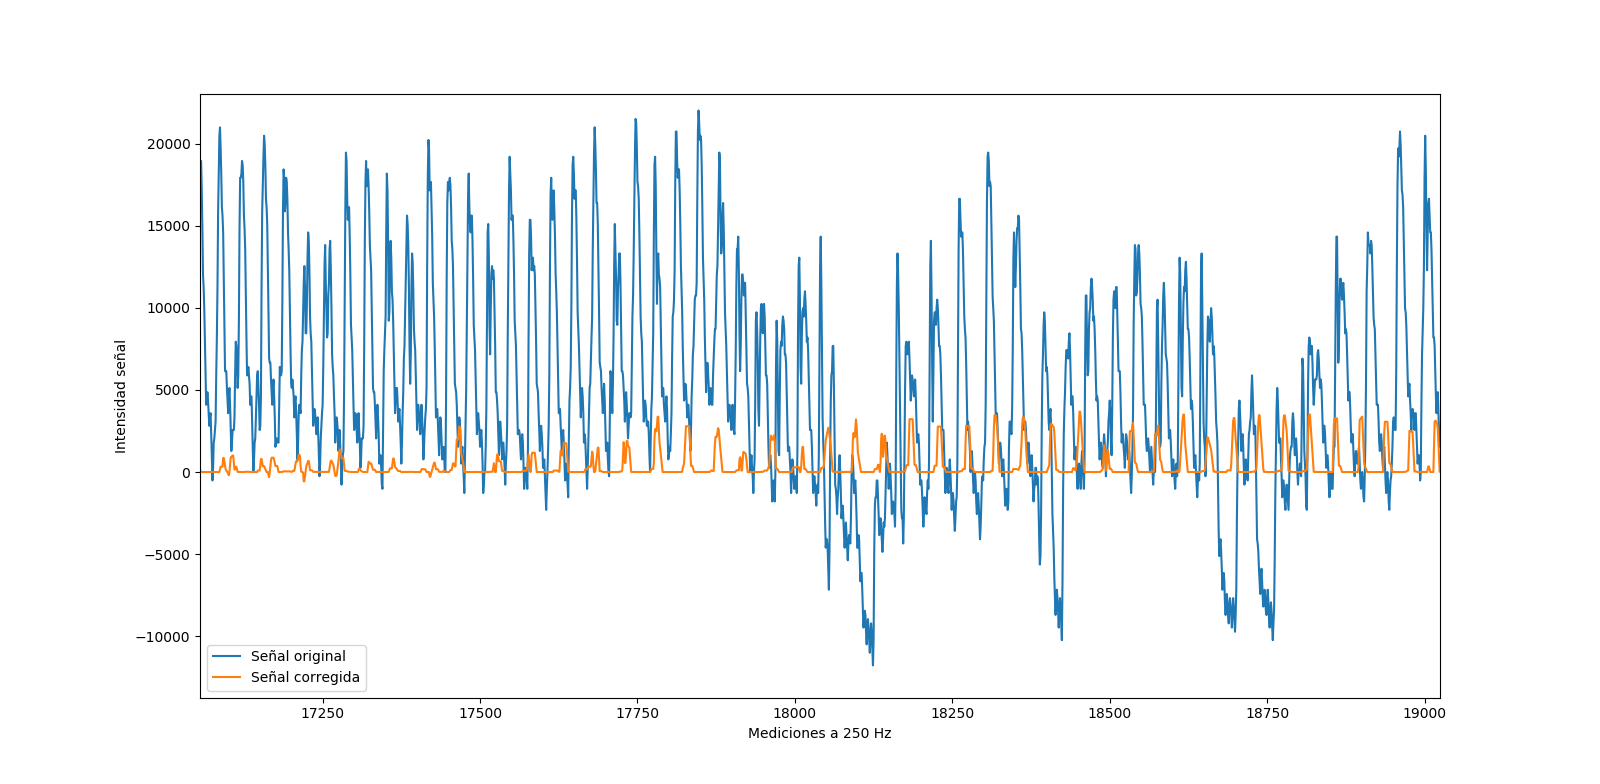 20000
15000
10000
5000
0
−5000
−10000
Intensidad señal
Señal original
Señal corregida
17250 17500 17750 18000 18250 18500 18750 19000
Mediciones a 250 Hz